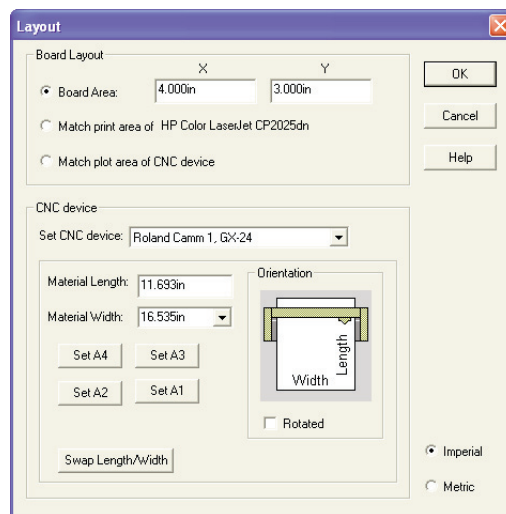 Layout
Board Layout
X Y
Board Area: 4.000in 3.000in
Match print area of HP Color LaserJet CP2025dn
Match plot area of CNC device
OK
Cancel
Help
CNC device
Set CNC device: Roland Camm 1, GX-24
Material Length: 11.693in
Material Width: 16.535in
Set A4 Set A3
Set A2 Set A1
Swap Length/Width
Orientation
Length
Width
Rotated
Imperial
Metric